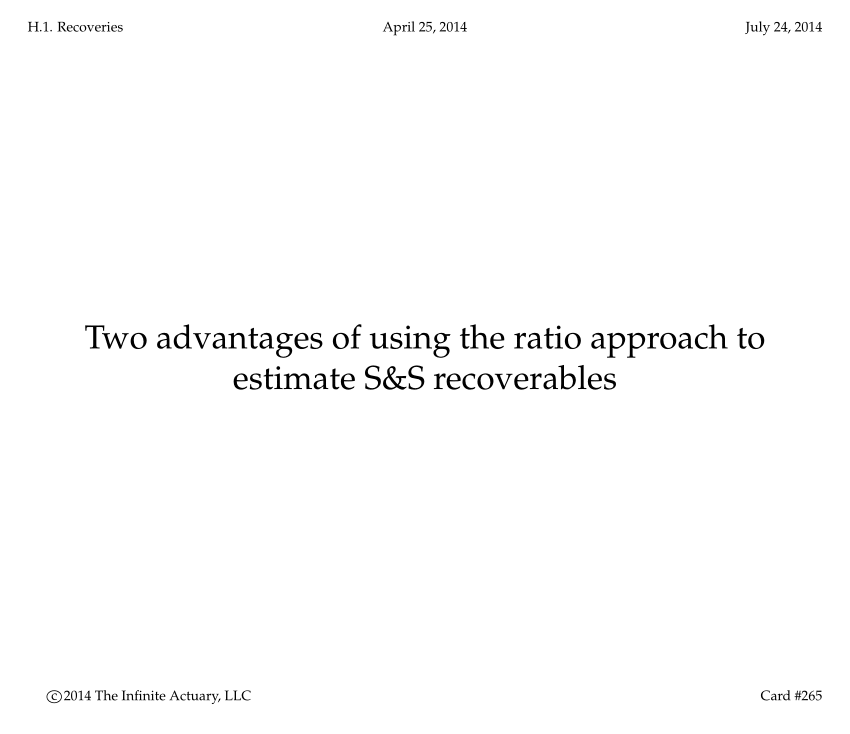 H.1. Recoveries April 25, 2014 July 24, 2014
Two advantages of using the ratio approach to
estimate S&S recoverables
©2014 The Infinite Actuary, LLC Card #265